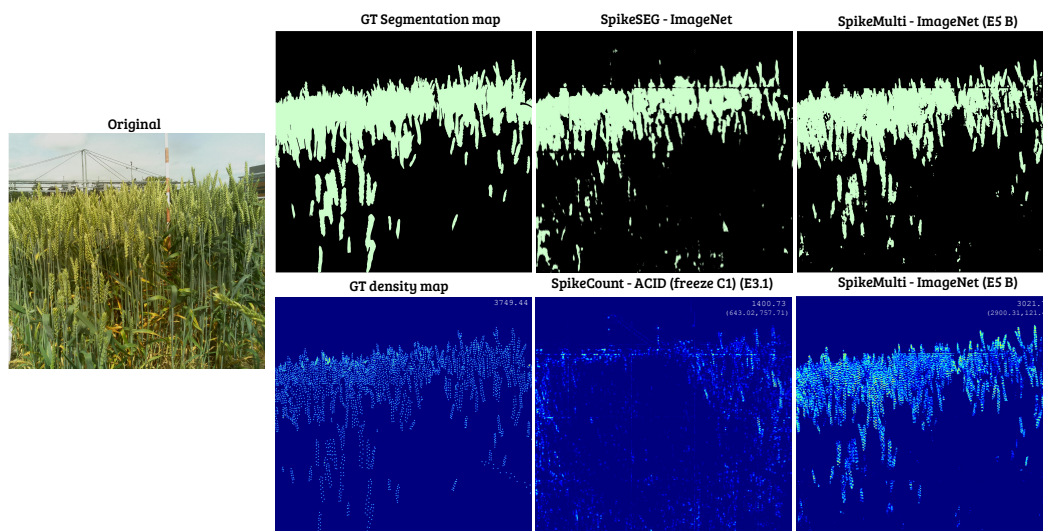 GT Segmentation map
SpikeSEG - ImageNet
SpikeMulti - ImageNet (E5 B)
Original
GT density map
SpikeCount - ACID (freeze C1) (E3.1)
SpikeMulti - ImageNet (E5 B)
3749.44
1400.73
(643.02,757.71)
3021.
(2900.31,121.